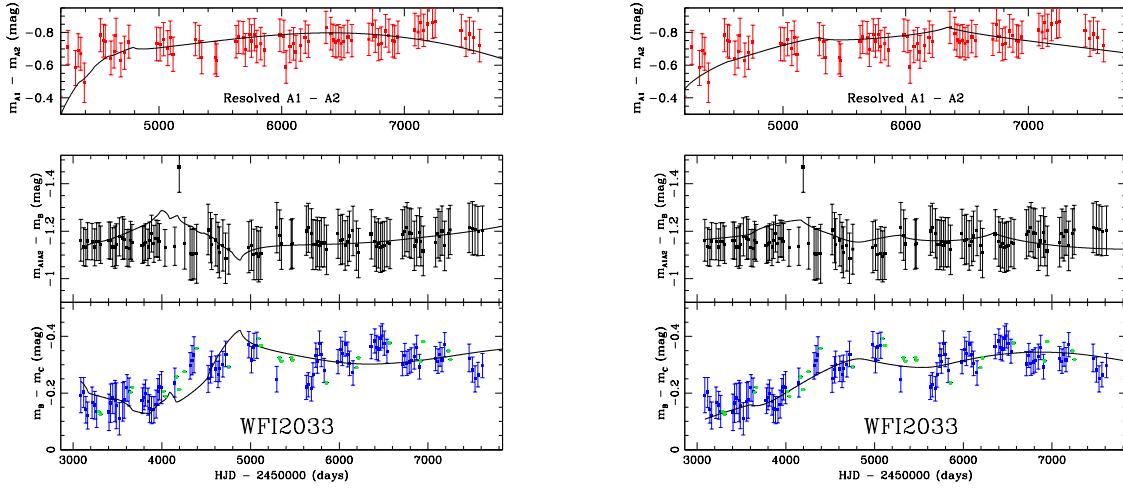 m_A1 − m_A2 (mag)
−0.8
−0.6
−0.4
Resolved A1 − A2
5000
6000
7000
m_A1A2 − m_B (mag)
−1.4
−1.2
−1
m_B − m_C (mag)
−0.4
−0.2
0
WFI2033
3000
4000
5000
6000
7000
HJD − 2450000 (days)
m_A1 − m_A2 (mag)
−0.8
−0.6
−0.4
Resolved A1 − A2
5000
6000
7000
m_A1A2 − m_B (mag)
−1.4
−1.2
−1
m_B − m_C (mag)
−0.4
−0.2
0
WFI2033
3000
4000
5000
6000
7000
HJD − 2450000 (days)